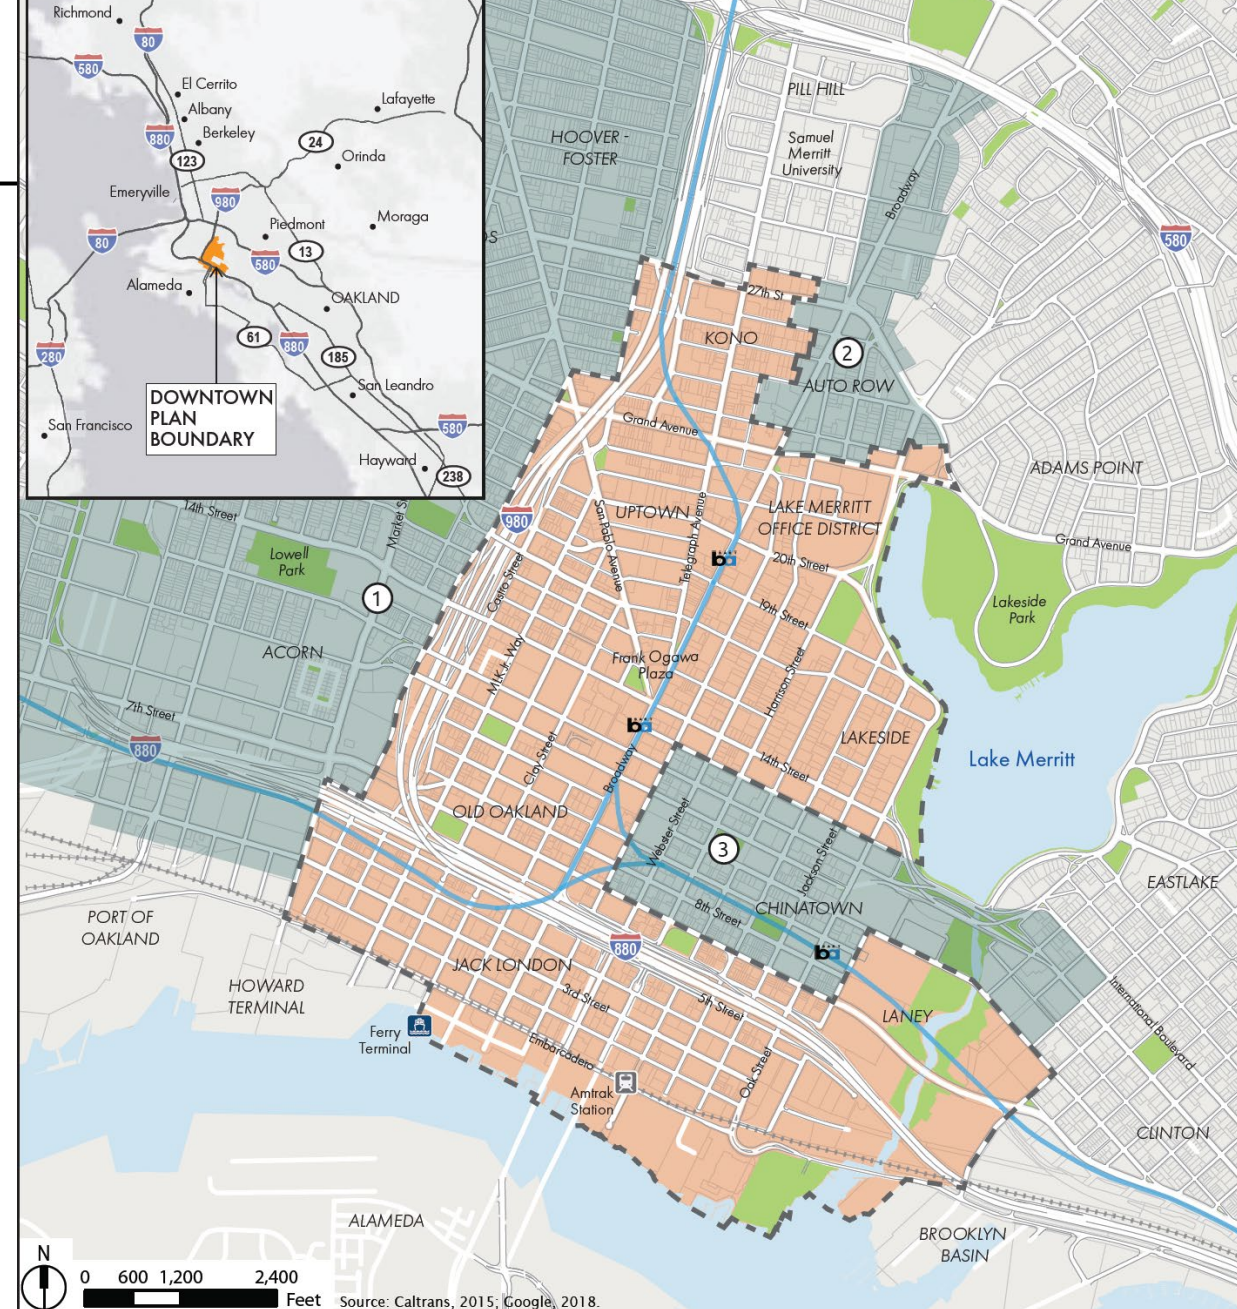 Richmond
80
580
El Cerrito
Albany
Lafayette
Berkeley
880
24
123
Orinda
Emeryville
980
Moraga
Piedmont
80
13
580
Alameda
OAKLAND
61
880
280
185
San Leandro
DOWNTOWN
PLAN
BOUNDARY
San Francisco
580
Hayward
238
PILL HILL
HOOVER -
FOSTER
Samuel
Merritt
University
Broadway
580
DS
27th St
KONO
2
AUTO ROW
Grand Avenue
ADAMS POINT
14th Street
Market S
980
San Pablo Avenue
UPTOWN
Telegraph Avenue
LAKE MERRITT
OFFICE DISTRICT
Grand Avenue
Lowell
Park
ba
20th Street
Castro Street
1
19th Street
Lakeside
Park
ACORN
MLK Jr. Way
Frank Ogawa
Plaza
Harrison Street
7th Street
880
ba
LAKESIDE
Lake Merritt
Clay Street
Broadway
14th Street
OLD OAKLAND
Webster Street
3
Jackson Street
EASTLAKE
8th Street
CHINATOWN
PORT OF
OAKLAND
880
ba
JACK LONDON
HOWARD
TERMINAL
3rd Street
5th Street
LANEY
International Boulevard
Ferry
Terminal
Embarcadero
Oak Street
Amtrak
Station
CLINTON
ALAMEDA
BROOKLYN
BASIN
N
0 600 1,200 2,400
Feet
Source: Caltrans, 2015; Google, 2018.